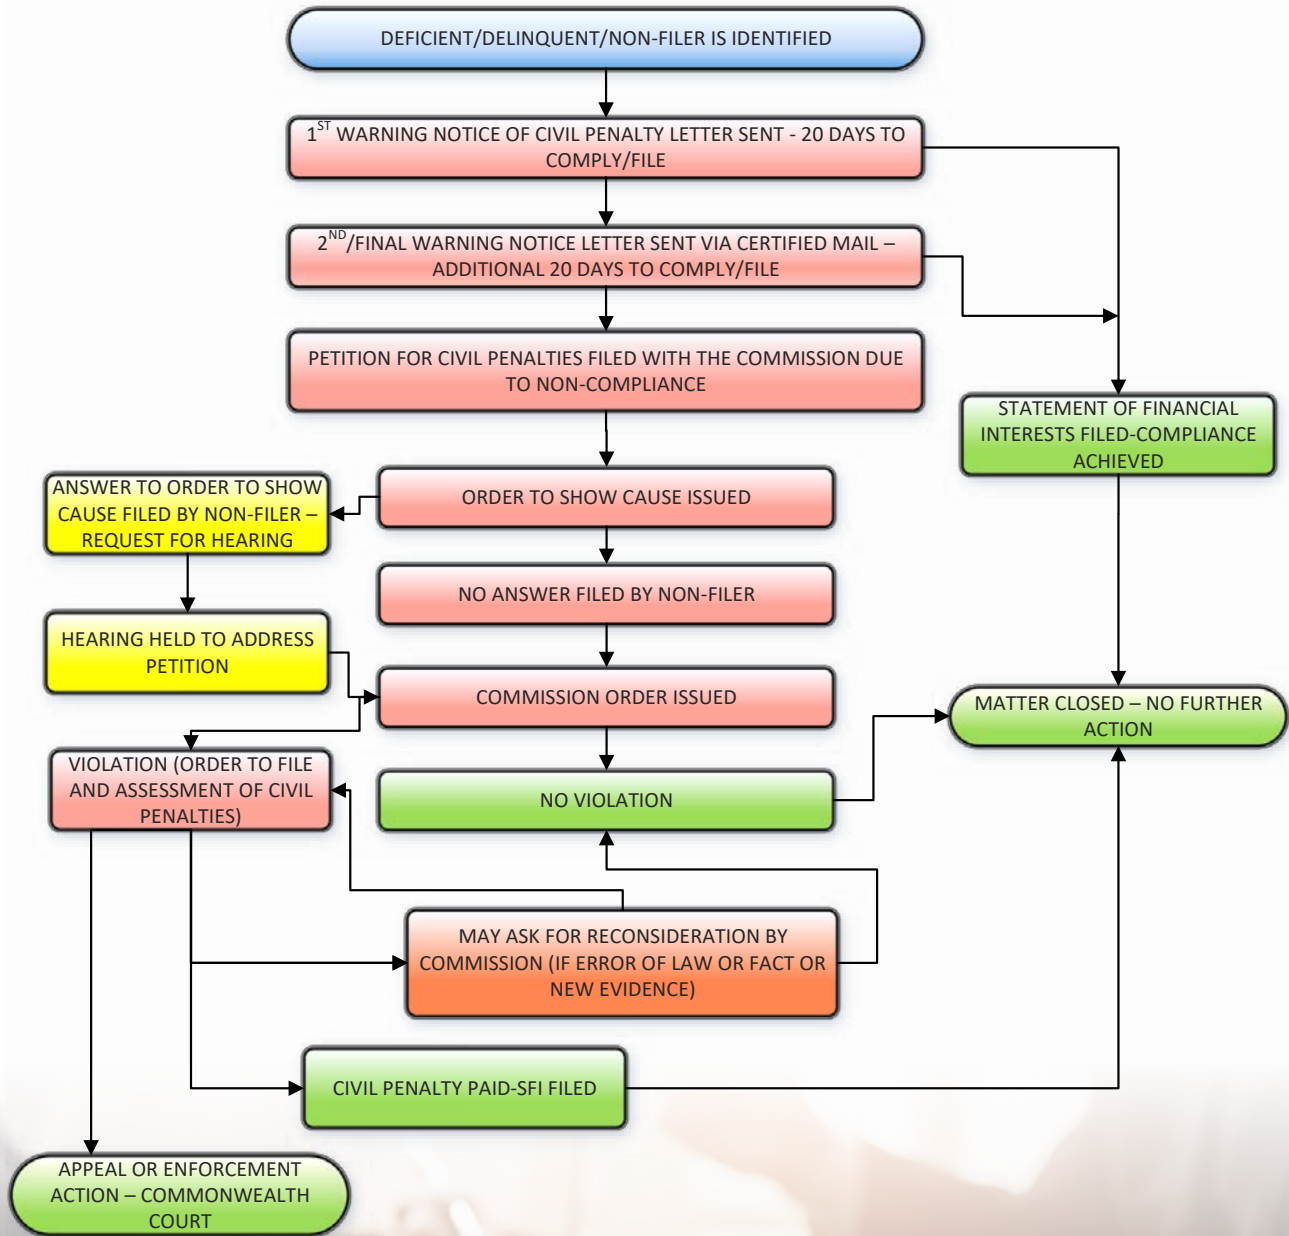 DEFICIENT/DELINQUENT/NON-FILER IS IDENTIFIED
1ST WARNING NOTICE OF CIVIL PENALTY LETTER SENT - 20 DAYS TO
COMPLY/FILE
2ND/FINAL WARNING NOTICE LETTER SENT VIA CERTIFIED MAIL –
ADDITIONAL 20 DAYS TO COMPLY/FILE
PETITION FOR CIVIL PENALTIES FILED WITH THE COMMISSION DUE
TO NON-COMPLIANCE
STATEMENT OF FINANCIAL
INTERESTS FILED-COMPLIANCE
ACHIEVED
ORDER TO SHOW CAUSE ISSUED
ANSWER TO ORDER TO SHOW
CAUSE FILED BY NON-FILER –
REQUEST FOR HEARING
NO ANSWER FILED BY NON-FILER
HEARING HELD TO ADDRESS
PETITION
COMMISSION ORDER ISSUED
MATTER CLOSED – NO FURTHER
ACTION
VIOLATION (ORDER TO FILE
AND ASSESSMENT OF CIVIL
PENALTIES)
NO VIOLATION
MAY ASK FOR RECONSIDERATION BY
COMMISSION (IF ERROR OF LAW OR FACT OR
NEW EVIDENCE)
CIVIL PENALTY PAID-SFI FILED
APPEAL OR ENFORCEMENT
ACTION – COMMONWEALTH
COURT